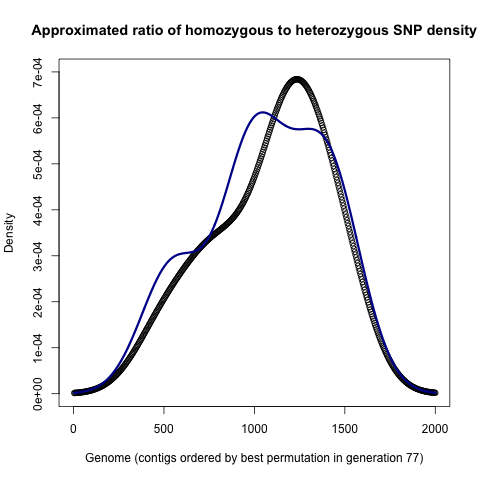 Approximated ratio of homozygous to heterozygous SNP density
7e-04
6e-04
5e-04
4e-04
3e-04
2e-04
1e-04
0e+00
Density
0 500 1000 1500 2000
Genome (contigs ordered by best permutation in generation 77)